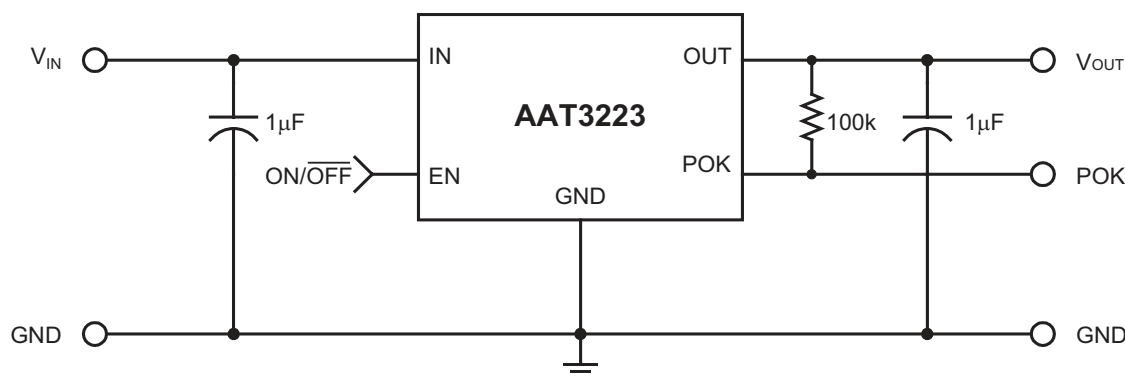 VIN
IN
OUT
VOUT
AAT3223
1μF
100k
1μF
ON/OFF
EN
POK
POK
GND
GND
GND